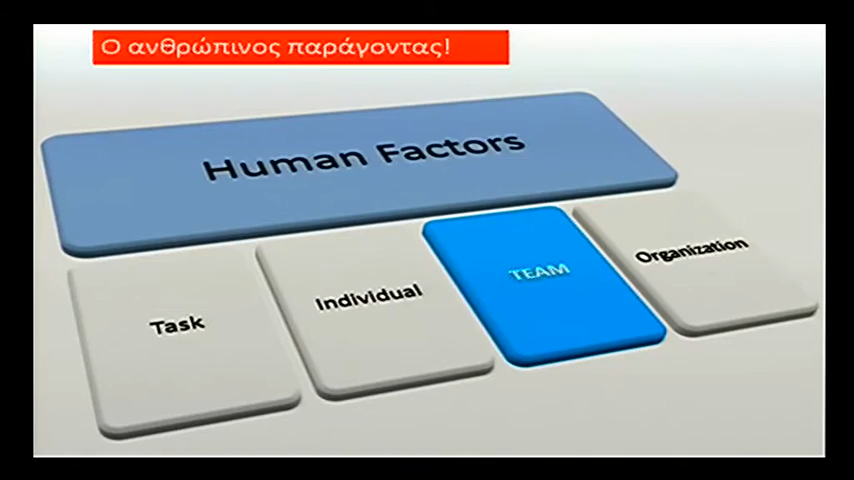 Ο ανθρώπινος παράγοντας!
Human Factors
Task
Individual
TEAM
Organization